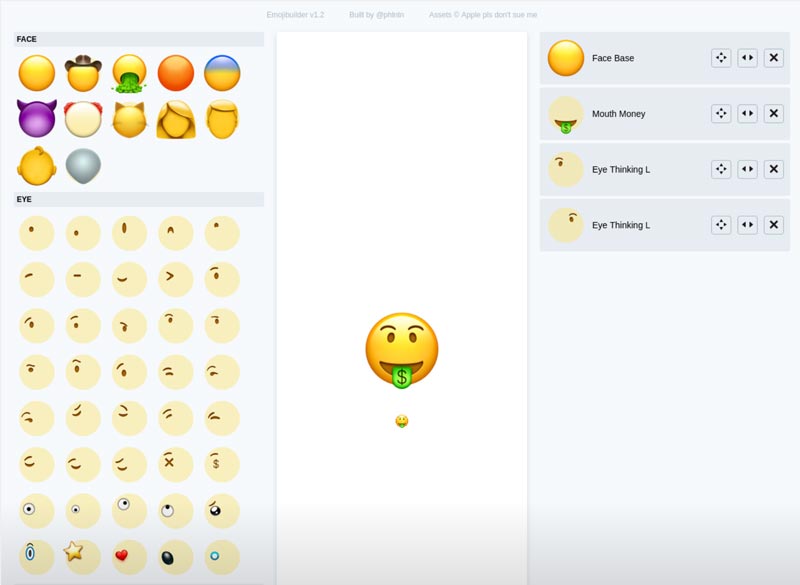 Emojibuilder v1.2 Built by @phlntn Assets © Apple pls don't sue me
FACE
EYE
$
$
Face Base
Mouth Money
$
Eye Thinking L
Eye Thinking L